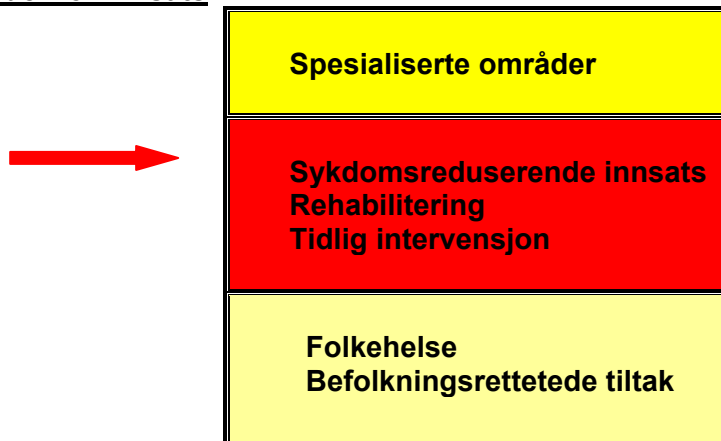 Spesialiserte områder
Sykdomsreduserende innsats
Rehabilitering
Tidlig intervensjon
Folkehelse
Befolkningsrettetede tiltak